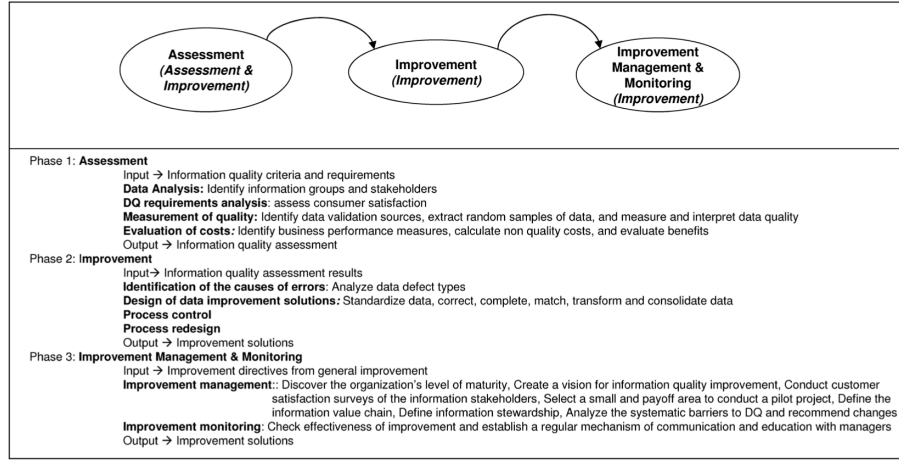 Assessment
(Assessment &
Improvement)
Improvement
(Improvement)
Improvement
Management &
Monitoring
(Improvement)
Phase 1: Assessment
Input → Information quality criteria and requirements
Data Analysis: Identify information groups and stakeholders
DQ requirements analysis: assess consumer satisfaction
Measurement of quality: Identify data validation sources, extract random samples of data, and measure and interpret data quality
Evaluation of costs: Identify business performance measures, calculate non quality costs, and evaluate benefits
Output → Information quality assessment
Phase 2: Improvement
Input→ Information quality assessment results
Identification of the causes of errors: Analyze data defect types
Design of data improvement solutions: Standardize data, correct, complete, match, transform and consolidate data
Process control
Process redesign
Output → Improvement solutions
Phase 3: Improvement Management & Monitoring
Input → Improvement directives from general improvement
Improvement management:: Discover the organization's level of maturity, Create a vision for information quality improvement, Conduct customer
satisfaction surveys of the information stakeholders, Select a small and payoff area to conduct a pilot project, Define the
information value chain, Define information stewardship, Analyze the systematic barriers to DQ and recommend changes
Improvement monitoring: Check effectiveness of improvement and establish a regular mechanism of communication and education with managers
Output → Improvement solutions